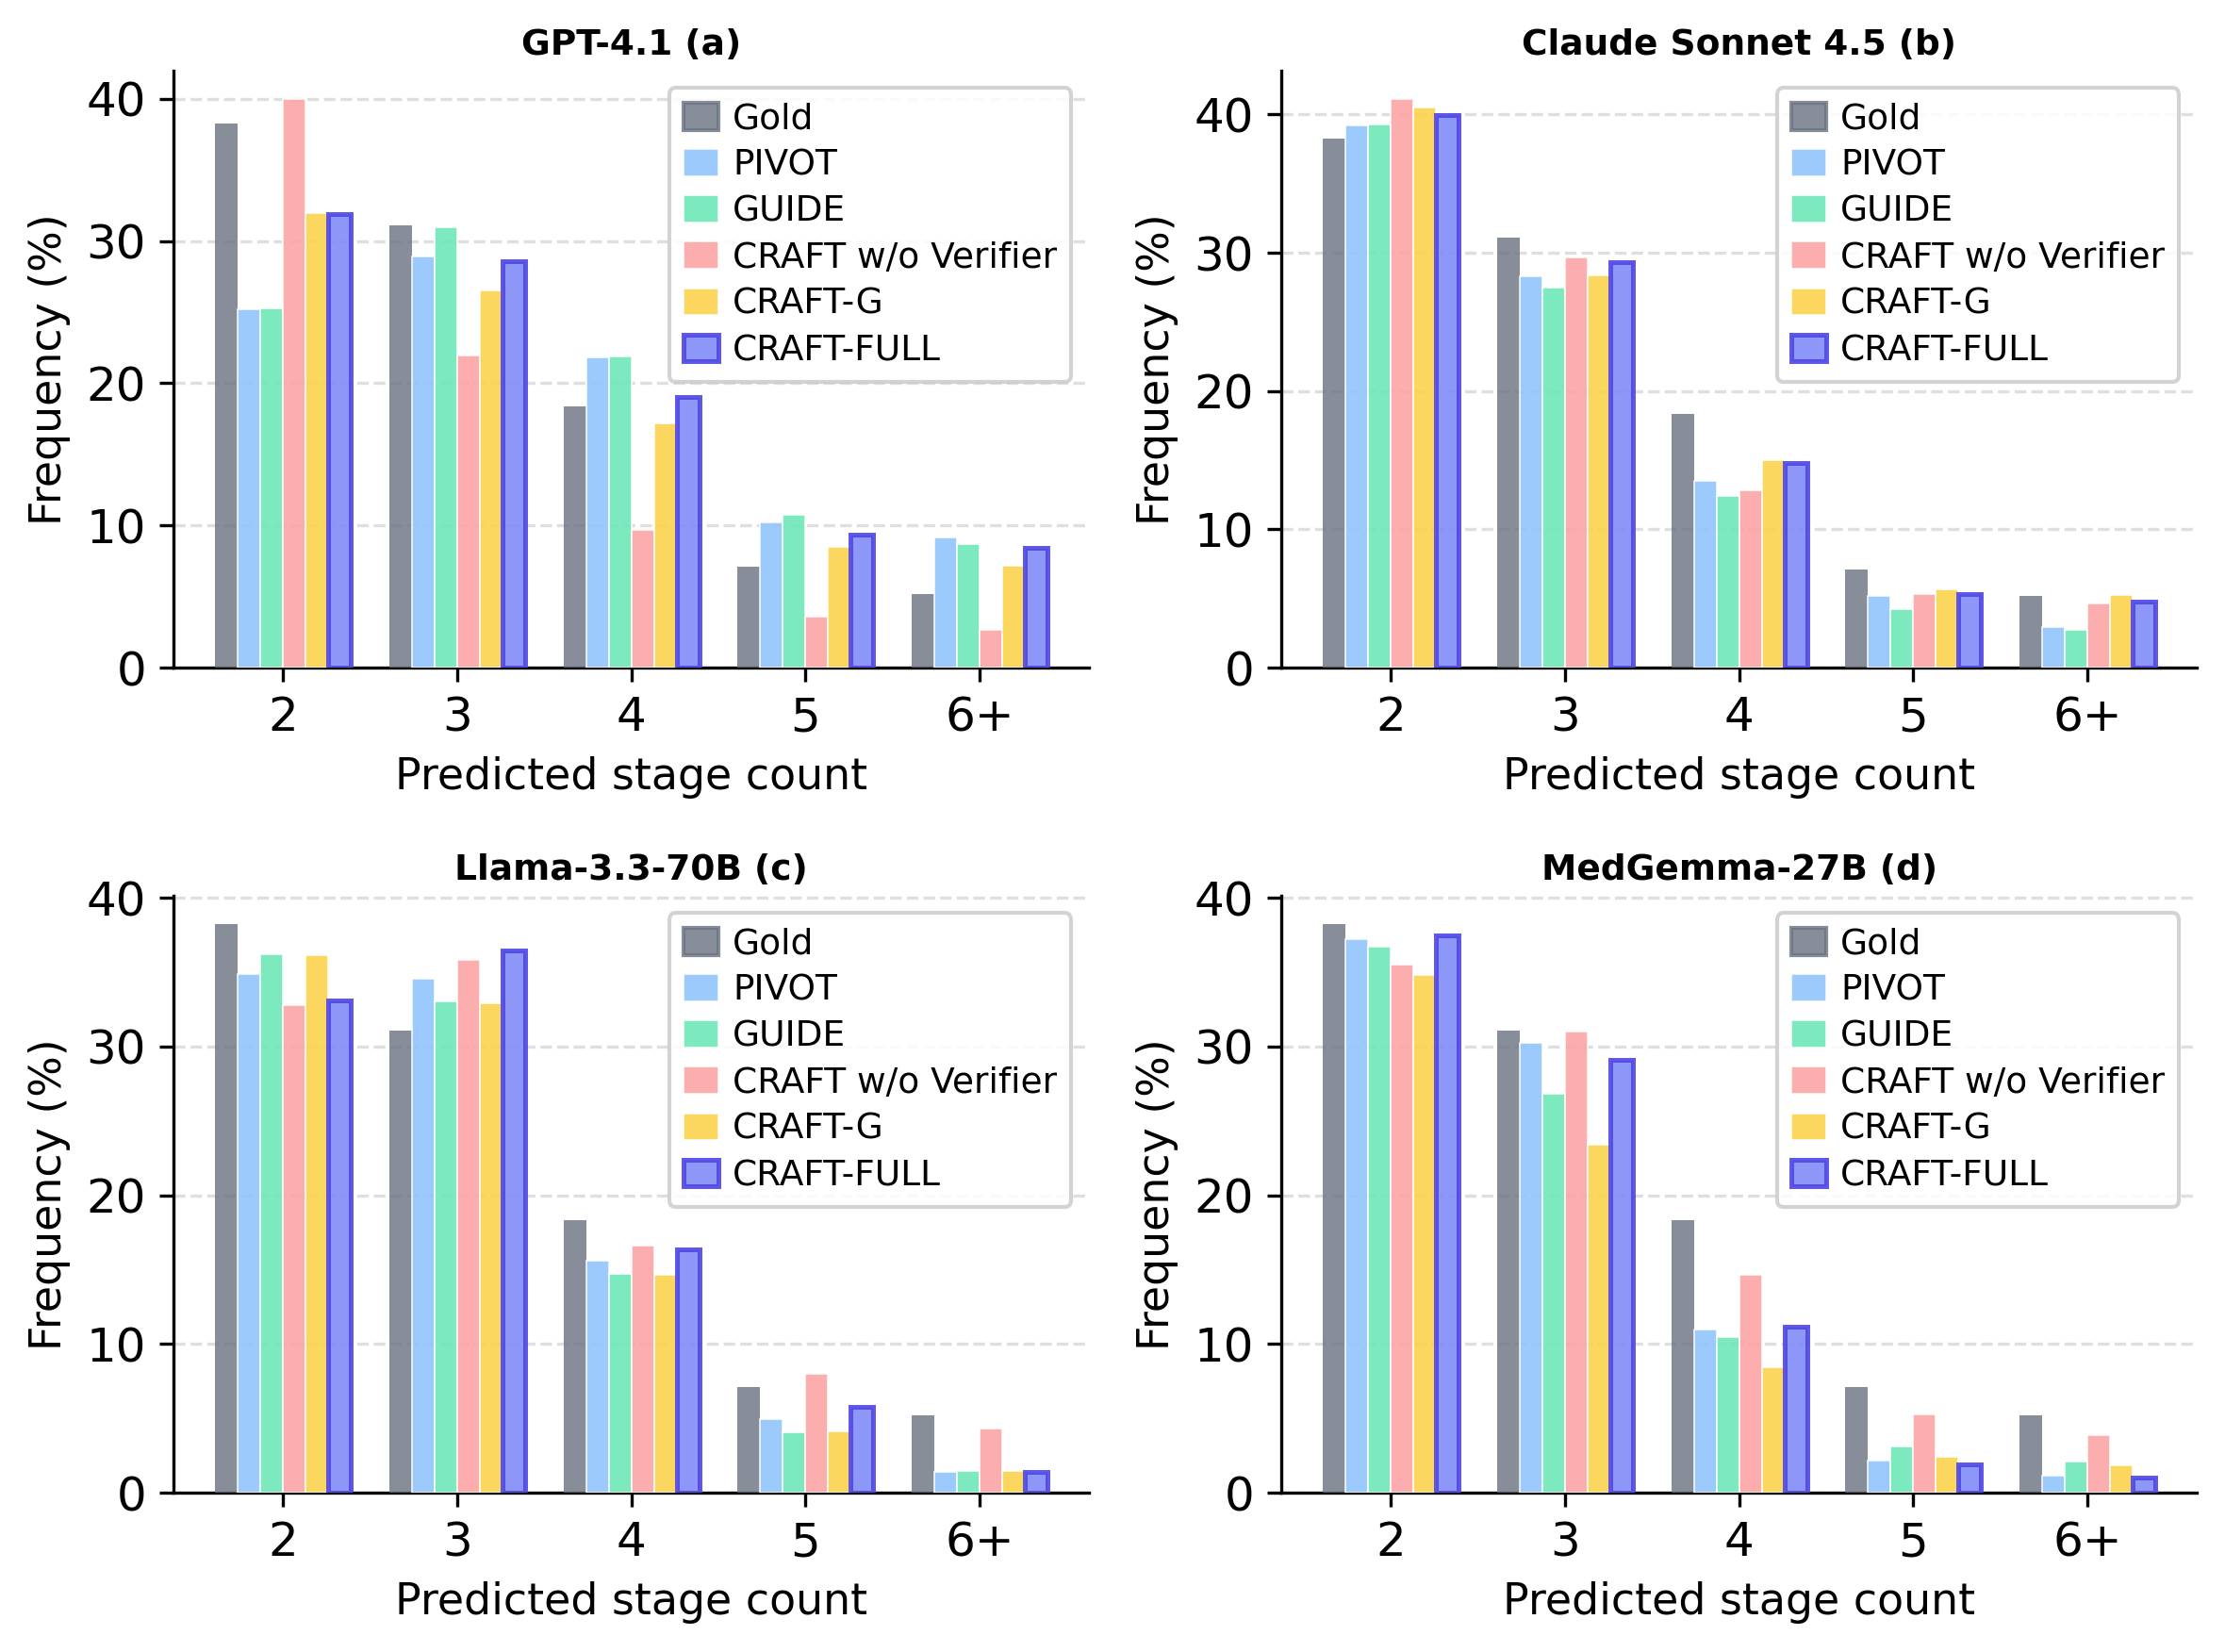 GPT-4.1 (a)
Frequency (%)
40
30
20
10
0
2 3 4 5 6+
Predicted stage count
Gold
PIVOT
GUIDE
CRAFT w/o Verifier
CRAFT-G
CRAFT-FULL
Claude Sonnet 4.5 (b)
Frequency (%)
40
30
20
10
0
2 3 4 5 6+
Predicted stage count
Gold
PIVOT
GUIDE
CRAFT w/o Verifier
CRAFT-G
CRAFT-FULL
Llama-3.3-70B (c)
Frequency (%)
40
30
20
10
0
2 3 4 5 6+
Predicted stage count
Gold
PIVOT
GUIDE
CRAFT w/o Verifier
CRAFT-G
CRAFT-FULL
MedGemma-27B (d)
Frequency (%)
40
30
20
10
0
2 3 4 5 6+
Predicted stage count
Gold
PIVOT
GUIDE
CRAFT w/o Verifier
CRAFT-G
CRAFT-FULL